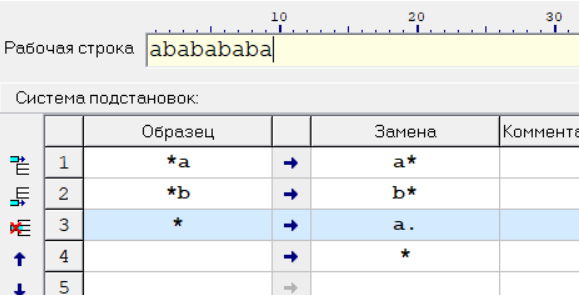 10 20 30
Рабочая строка ababababa
Система подстановок:
Образец Замена Коммента
1 *a → a*
2 *b → b*
3 * → a.
4 → *
5 →